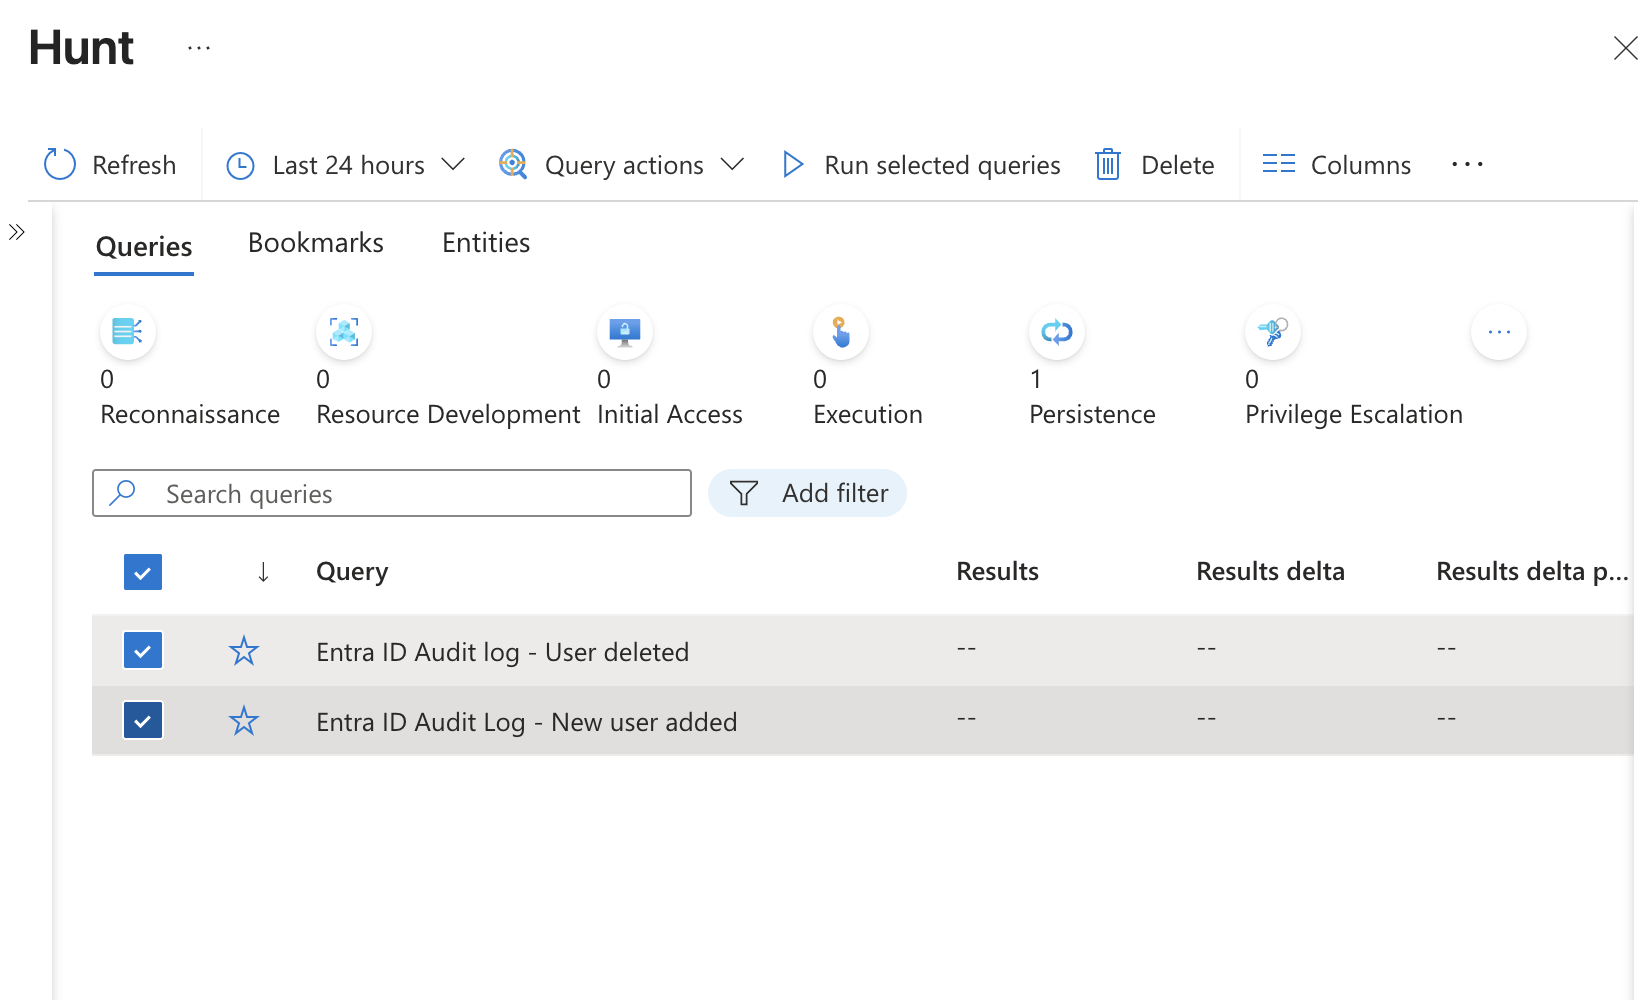 Hunt ...
Refresh Last 24 hours Query actions Run selected queries Delete Columns ...
Queries Bookmarks Entities
0 0 0 0 1 0
Reconnaissance Resource Development Initial Access Execution Persistence Privilege Escalation
Search queries Add filter
Query Results Results delta Results delta p...
Entra ID Audit log - User deleted -- -- --
Entra ID Audit Log - New user added -- -- --